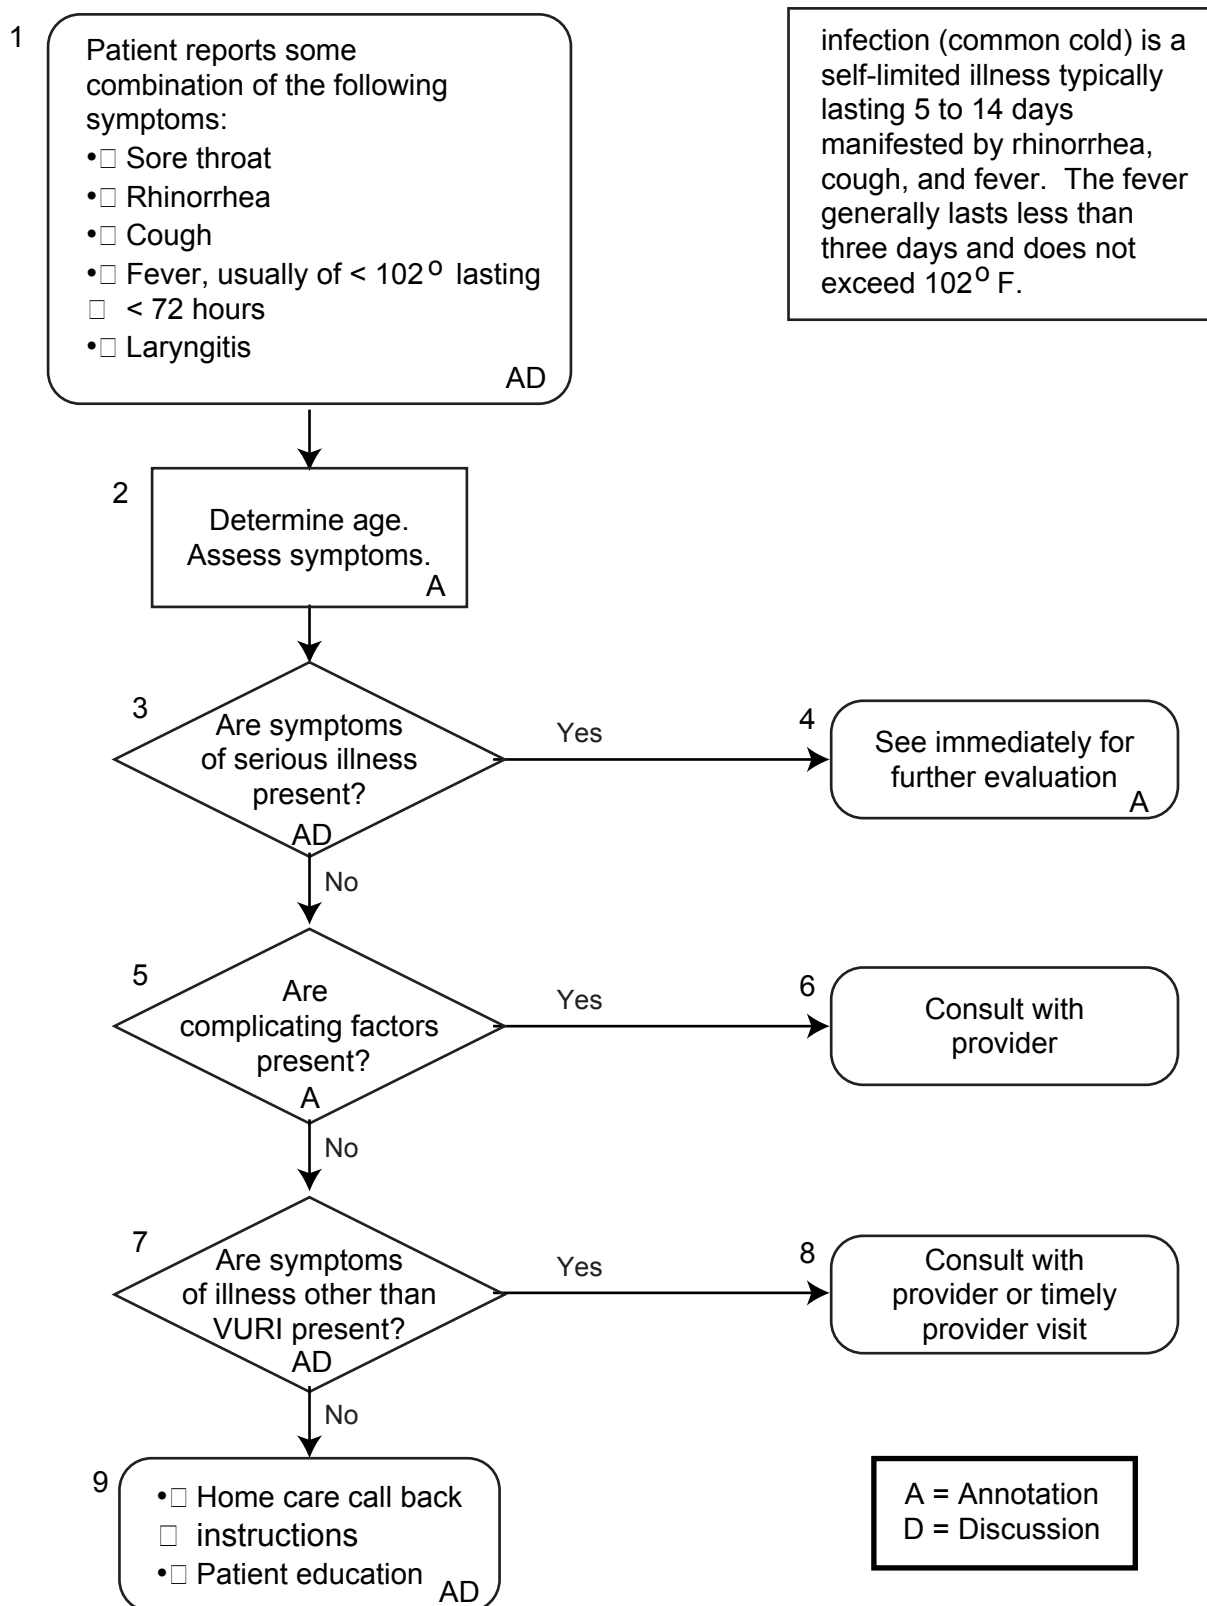 1
Patient reports some
combination of the following
symptoms:
•□ Sore throat
•□ Rhinorrhea
•□ Cough
•□ Fever, usually of < 102° lasting
□ < 72 hours
•□ Laryngitis
AD
infection (common cold) is a
self-limited illness typically
lasting 5 to 14 days
manifested by rhinorrhea,
cough, and fever. The fever
generally lasts less than
three days and does not
exceed 102° F.
2
Determine age.
Assess symptoms.
A
3
Are symptoms
of serious illness
present?
AD
Yes
4
See immediately for
further evaluation
A
No
5
Are
complicating factors
present?
A
Yes
6
Consult with
provider
No
7
Are symptoms
of illness other than
VURI present?
AD
Yes
8
Consult with
provider or timely
provider visit
No
9
•□ Home care call back
□ instructions
•□ Patient education
AD
A = Annotation
D = Discussion